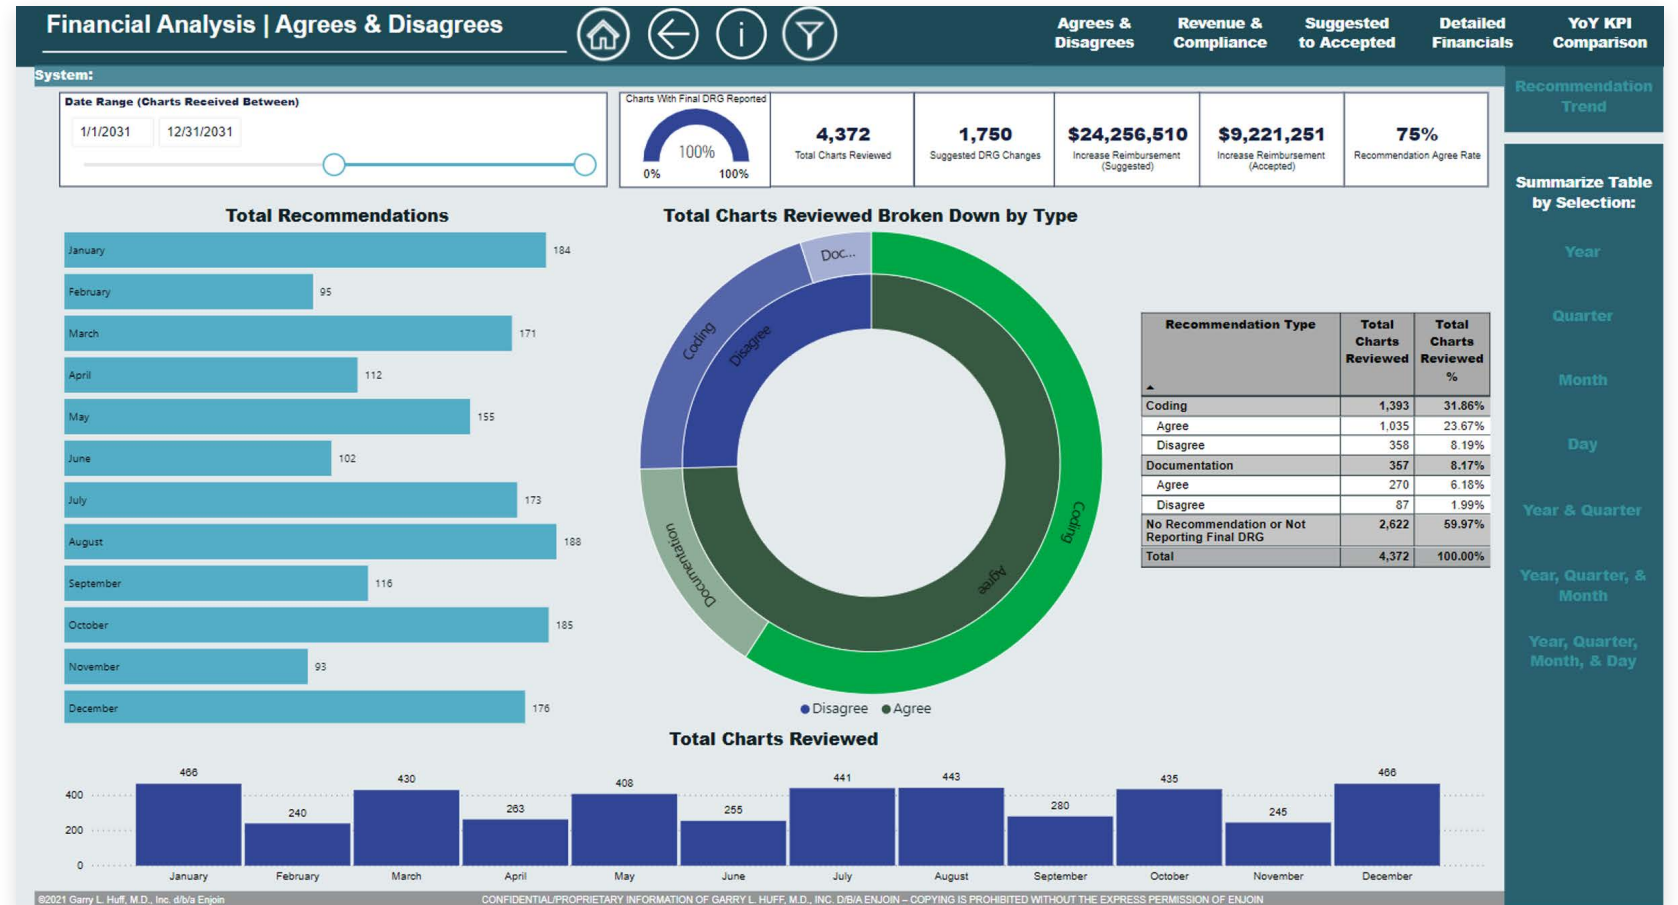 Financial Analysis | Agrees & Disagrees
Agrees &
Disagrees
Revenue &
Compliance
Suggested
to Accepted
Detailed
Financials
YoY KPI
Comparison
System:
Recommendation
Trend
Date Range (Charts Received Between)
1/1/2031 12/31/2031
Charts With Final DRG Reported
100%
0% 100%
4,372
Total Charts Reviewed
1,750
Suggested DRG Changes
$24,256,510
Increase Reimbursement
(Suggested)
$9,221,251
Increase Reimbursement
(Accepted)
75%
Recommendation Agree Rate
Summarize Table
by Selection:
Year
Quarter
Month
Day
Year & Quarter
Year, Quarter, &
Month
Year, Quarter,
Month, & Day
Total Recommendations
January 184
February 95
March 171
April 112
May 155
June 102
July 173
August 188
September 116
October 185
November 93
December 176
Total Charts Reviewed Broken Down by Type
Doc...
Coding
Disagree
Documentation
Coding
Agree
Disagree Agree
Recommendation Type
Total
Charts
Reviewed
Total
Charts
Reviewed
%
Coding 1,393 31.86%
Agree 1,035 23.67%
Disagree 358 8.19%
Documentation 357 8.17%
Agree 270 6.18%
Disagree 87 1.99%
No Recommendation or Not 2,622 59.97%
Reporting Final DRG
Total 4,372 100.00%
Total Charts Reviewed
400
200
0
466 240 430 263 408 255 441 443 280 435 245 466
January February March April May June July August September October November December
©2021 Garry L. Huff, M.D., Inc. d/b/a Enjoin
CONFIDENTIAL/PROPRIETARY INFORMATION OF GARRY L. HUFF, M.D., INC. D/B/A ENJOIN – COPYING IS PROHIBITED WITHOUT THE EXPRESS PERMISSION OF ENJOIN